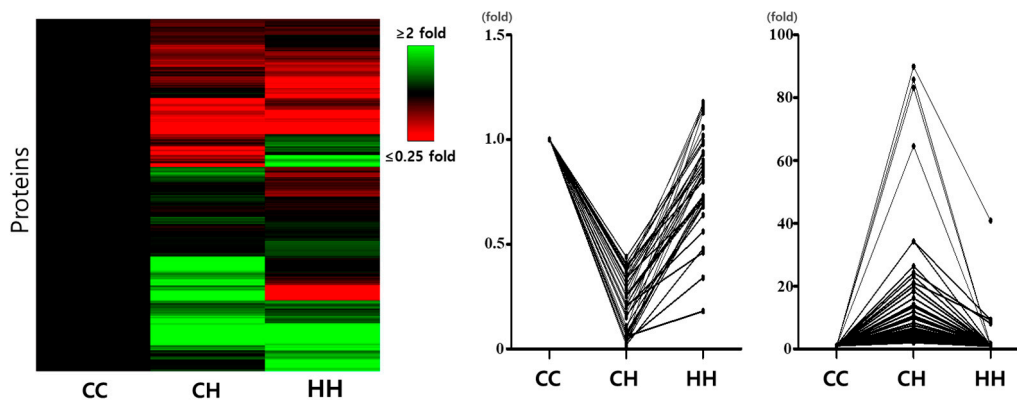 Proteins
CC CH HH
≥2 fold
≤0.25 fold
(fold)
1.5
1.0
0.5
0
CC CH HH
(fold)
100
80
60
40
20
0
CC CH HH